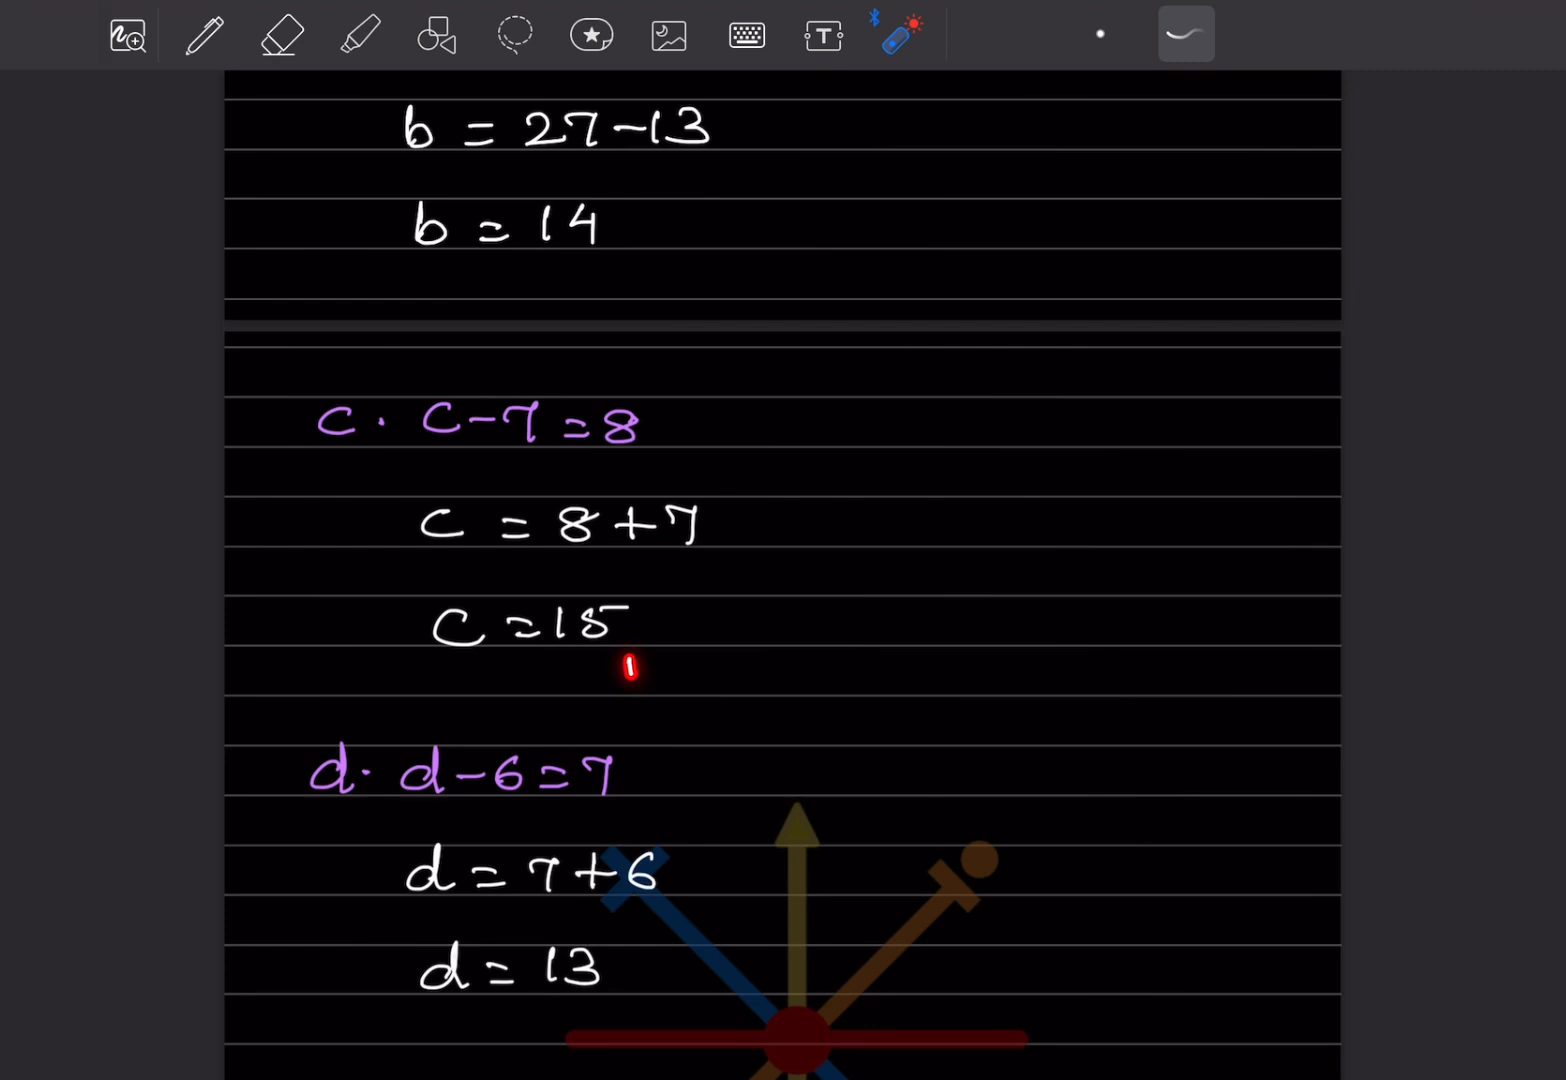 b = 27-13
b = 14
c. c-7=8
c = 8+7
c =15
d. d-6=7
d = 7+6
d = 13